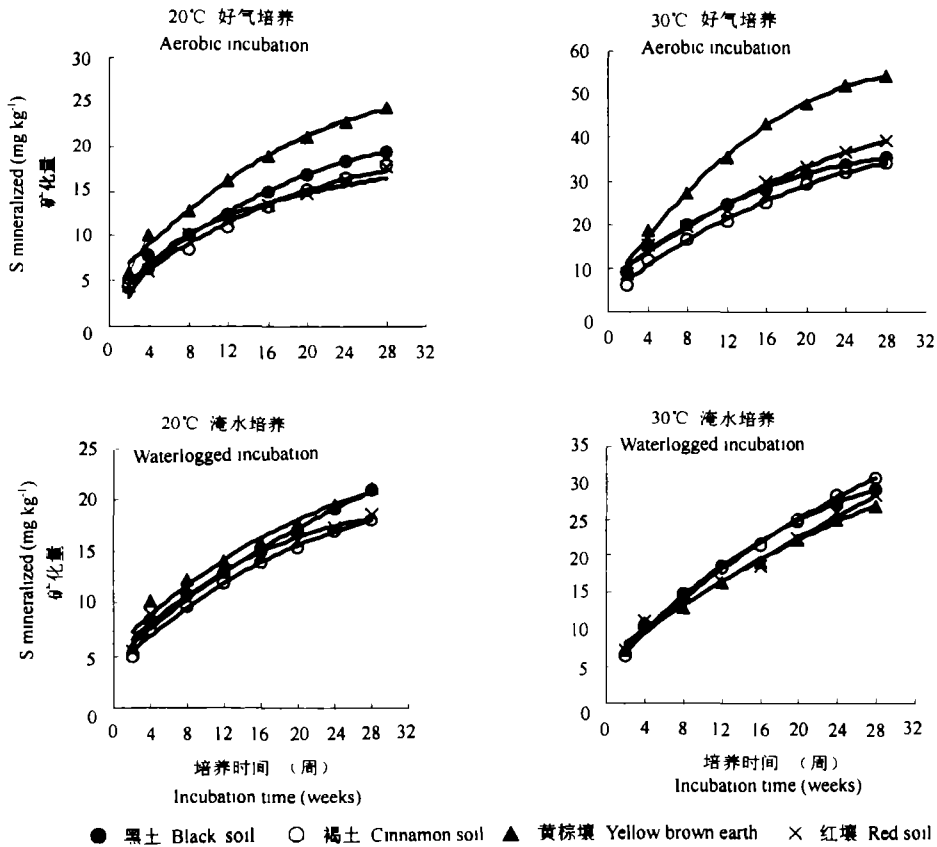 20℃ 好气培养
Aerobic incubation
S mineralized (mg kg⁻¹)
矿化量
30
25
20
15
10
5
0
0 4 8 12 16 20 24 28 32
30℃ 好气培养
Aerobic incubation
60
50
40
30
20
10
0
0 4 8 12 16 20 24 28 32
20℃ 淹水培养
Waterlogged incubation
S mineralized (mg kg⁻¹)
矿化量
25
20
15
10
5
0
0 4 8 12 16 20 24 28 32
培养时间 （周）
Incubation time (weeks)
30℃ 淹水培养
Waterlogged incubation
35
30
25
20
15
10
5
0
0 4 8 12 16 20 24 28 32
培养时间 （周）
Incubation time (weeks)
● 黑土 Black soil ○ 褐土 Cinnamon soil ▲ 黄棕壤 Yellow brown earth × 红壤 Red soil